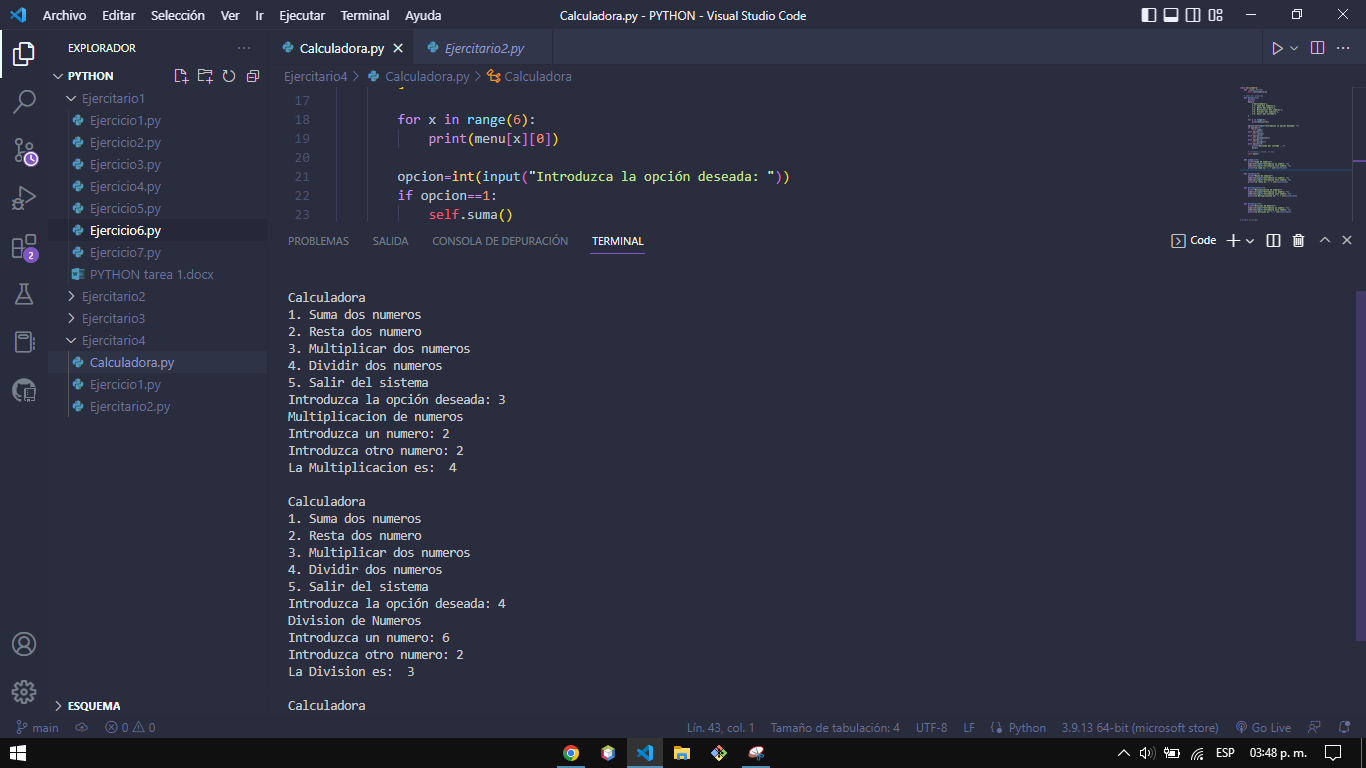 Archivo Editar Selección Ver Ir Ejecutar Terminal Ayuda
Calculadora.py - PYTHON - Visual Studio Code
EXPLORADOR
PYTHON
Ejercitario1
Ejercicio1.py
Ejercicio2.py
Ejercicio3.py
Ejercicio4.py
Ejercicio5.py
Ejercicio6.py
Ejercicio7.py
PYTHON tarea 1.docx
Ejercitario2
Ejercitario3
Ejercitario4
Calculadora.py
Ejercicio1.py
Ejercitario2.py
ESQUEMA
2
Calculadora.py
Ejercitario2.py
Ejercitario4 > Calculadora.py > Calculadora
17
18 for x in range(6):
19 print(menu[x][0])
20
21 opcion=int(input("Introduzca la opción deseada: "))
22 if opcion==1:
23 self.suma()
PROBLEMAS SALIDA CONSOLA DE DEPURACIÓN TERMINAL
Code
Calculadora
1. Suma dos numeros
2. Resta dos numero
3. Multiplicar dos numeros
4. Dividir dos numeros
5. Salir del sistema
Introduzca la opción deseada: 3
Multiplicacion de numeros
Introduzca un numero: 2
Introduzca otro numero: 2
La Multiplicacion es:  4
Calculadora
1. Suma dos numeros
2. Resta dos numero
3. Multiplicar dos numeros
4. Dividir dos numeros
5. Salir del sistema
Introduzca la opción deseada: 4
Division de Numeros
Introduzca un numero: 6
Introduzca otro numero: 2
La Division es:  3
Calculadora
main 0 0
Lín. 43, col. 1 Tamaño de tabulación: 4 UTF-8 LF Python 3.9.13 64-bit (microsoft store) Go Live
ESP 03:48 p. m.